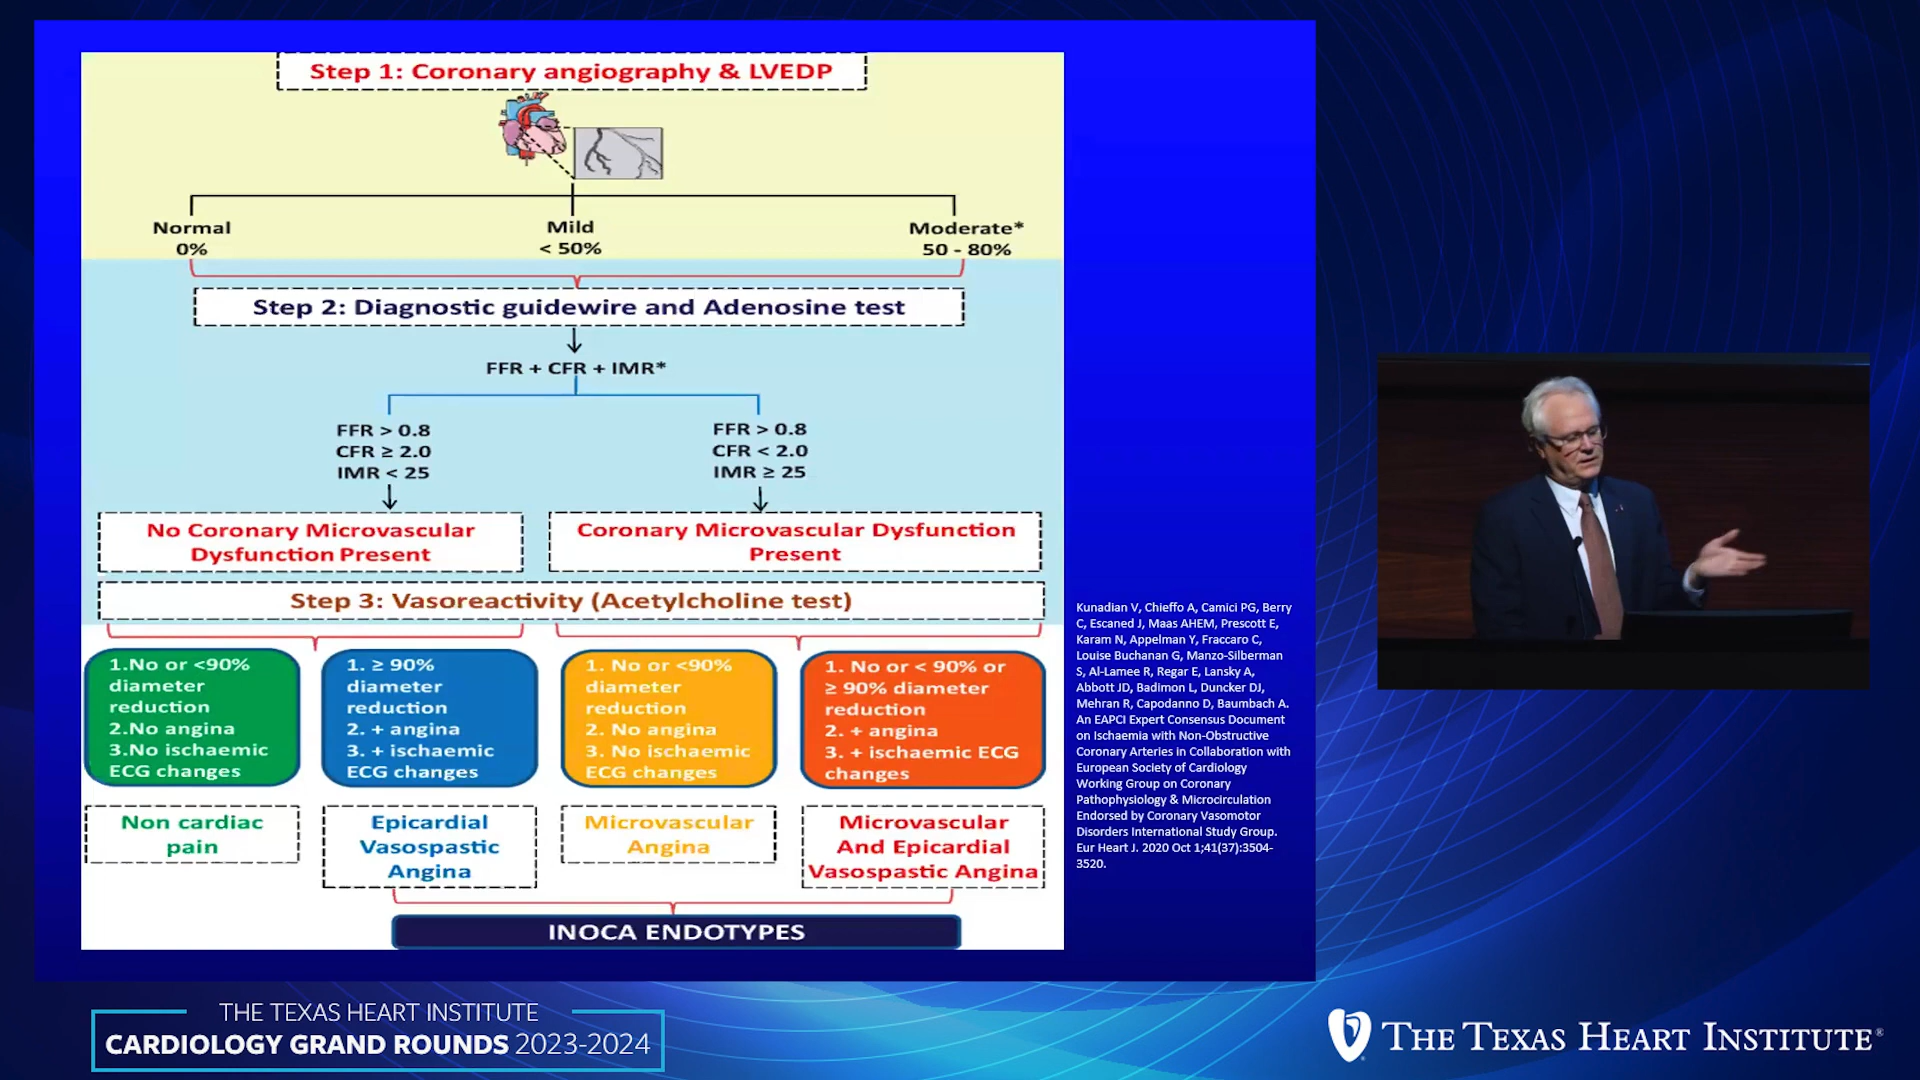 Step 1: Coronary angiography & LVEDP
Normal
0%
Mild
< 50%
Moderate*
50 - 80%
Step 2: Diagnostic guidewire and Adenosine test
FFR + CFR + IMR*
FFR > 0.8
CFR ≥ 2.0
IMR < 25
FFR > 0.8
CFR < 2.0
IMR ≥ 25
No Coronary Microvascular
Dysfunction Present
Coronary Microvascular Dysfunction
Present
Step 3: Vasoreactivity (Acetylcholine test)
1.No or <90%
diameter
reduction
2.No angina
3.No ischaemic
ECG changes
1. ≥ 90%
diameter
reduction
2. + angina
3. + ischaemic
ECG changes
1. No or <90%
diameter
reduction
2. No angina
3. No ischaemic
ECG changes
1. No or < 90% or
≥ 90% diameter
reduction
2. + angina
3. + ischaemic ECG
changes
Non cardiac
pain
Epicardial
Vasospastic
Angina
Microvascular
Angina
Microvascular
And Epicardial
Vasospastic Angina
INOCA ENDOTYPES
Kunadian V, Chieffo A, Camici PG, Berry
C, Escaned J, Maas AHEM, Prescott E,
Karam N, Appelman Y, Fraccaro C,
Louise Buchanan G, Manzo-Silberman
S, Al-Lamee R, Regar E, Lansky A,
Abbott JD, Badimon L, Duncker DJ,
Mehran R, Capodanno D, Baumbach A.
An EAPCI Expert Consensus Document
on Ischaemia with Non-Obstructive
Coronary Arteries in Collaboration with
European Society of Cardiology
Working Group on Coronary
Pathophysiology & Microcirculation
Endorsed by Coronary Vasomotor
Disorders International Study Group.
Eur Heart J. 2020 Oct 1;41(37):3504-
3520.
THE TEXAS HEART INSTITUTE
CARDIOLOGY GRAND ROUNDS 2023-2024
THE TEXAS HEART INSTITUTE®